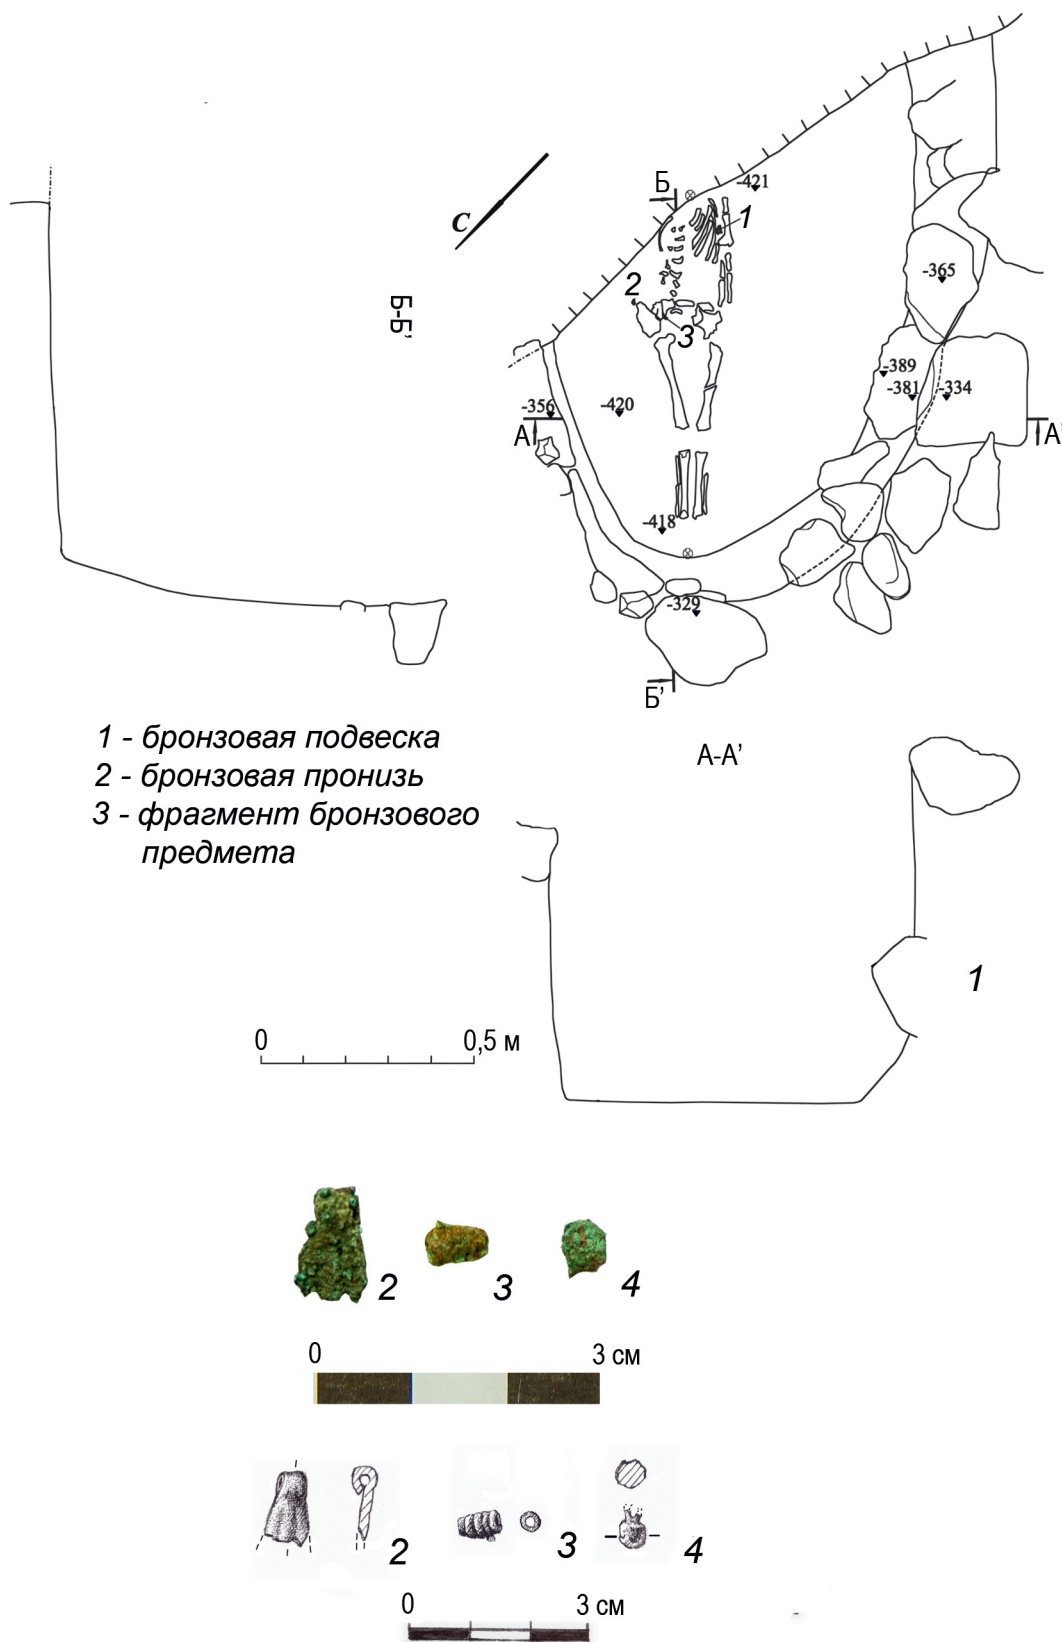 Б
-421
С
1
-365
Б-Б’
2
3
-389
-381
-334
-356
-420
А
А’
-418
-329
Б’
1 - бронзовая подвеска
2 - бронзовая пронизь
3 - фрагмент бронзового
предмета
А-А’
1
0 0,5 м
2 3 4
0 3 см
2 3 4
0 3 см